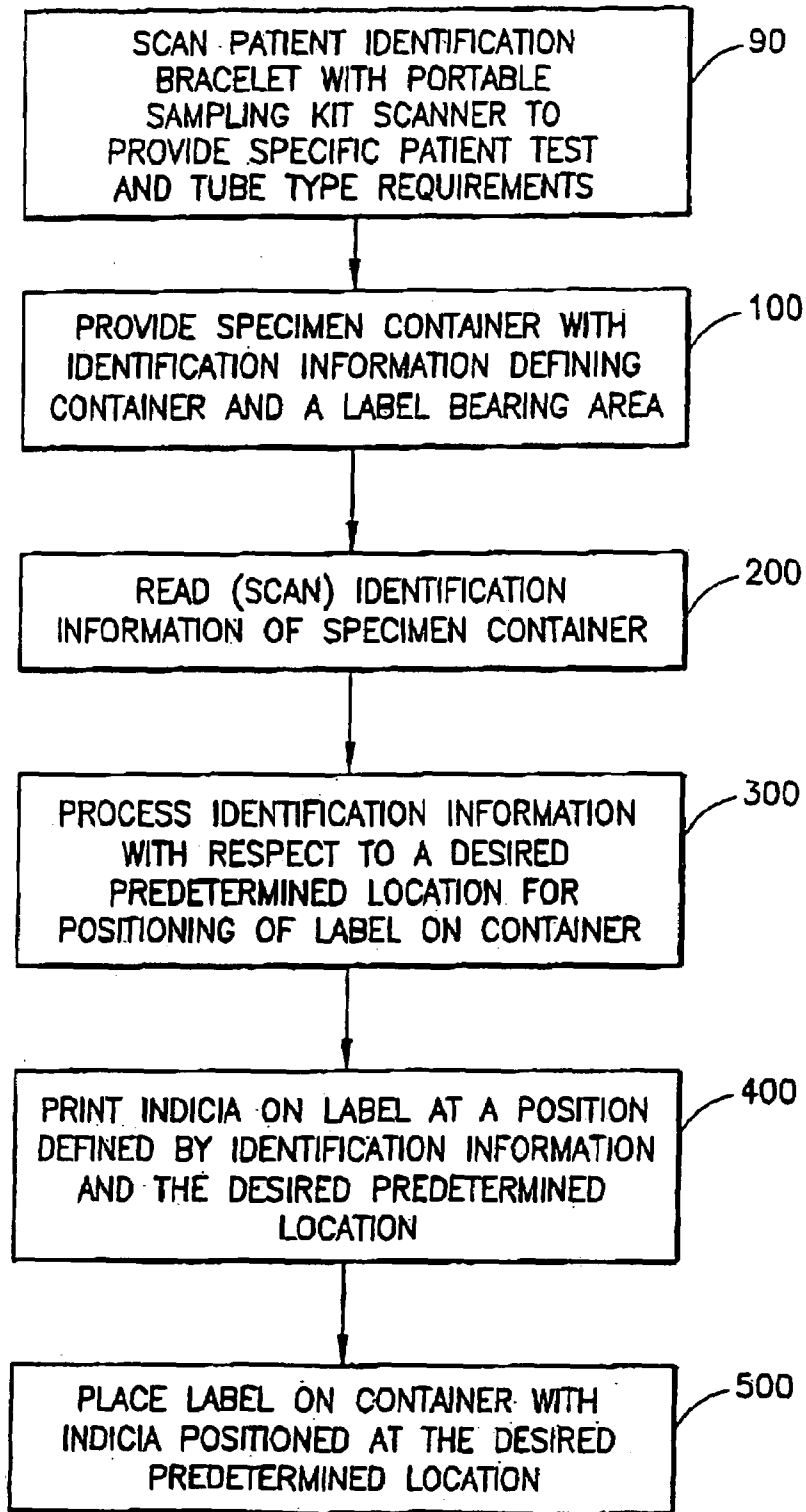 SCAN PATIENT IDENTIFICATION
BRACELET WITH PORTABLE
SAMPLING KIT SCANNER TO
PROVIDE SPECIFIC PATIENT TEST
AND TUBE TYPE REQUIREMENTS
90
PROVIDE SPECIMEN CONTAINER WITH
IDENTIFICATION INFORMATION DEFINING
CONTAINER AND A LABEL BEARING AREA
100
READ (SCAN) IDENTIFICATION
INFORMATION OF SPECIMEN CONTAINER
200
PROCESS IDENTIFICATION INFORMATION
WITH RESPECT TO A DESIRED
PREDETERMINED LOCATION FOR
POSITIONING OF LABEL ON CONTAINER
300
PRINT INDICIA ON LABEL AT A POSITION
DEFINED BY IDENTIFICATION INFORMATION
AND THE DESIRED PREDETERMINED
LOCATION
400
PLACE LABEL ON CONTAINER WITH
INDICIA POSITIONED AT THE DESIRED
PREDETERMINED LOCATION
500